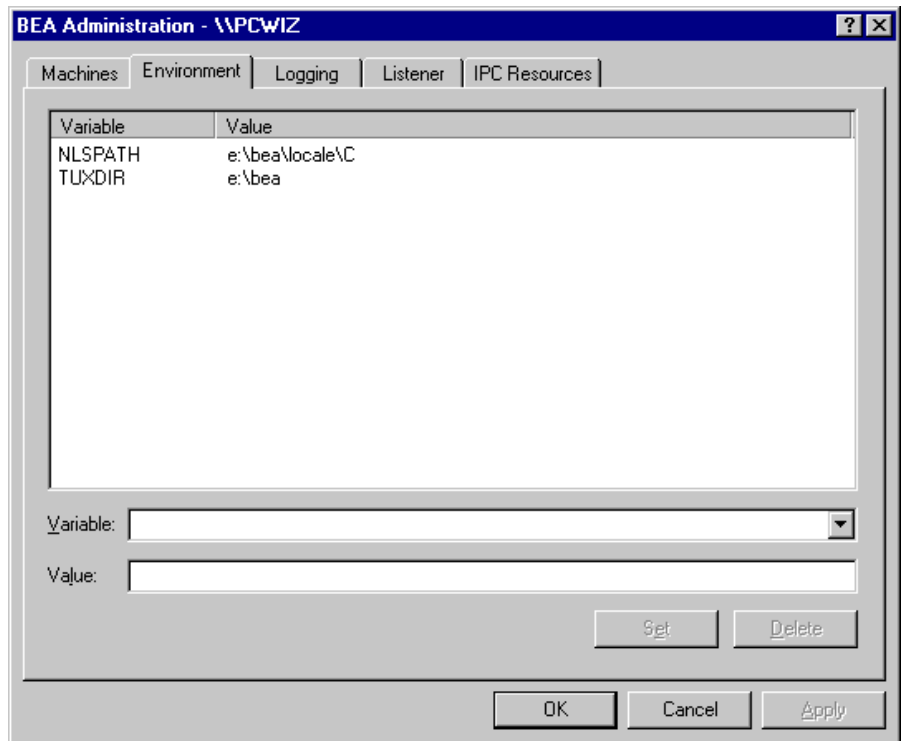 BEA Administration - \\PCWIZ
Machines Environment Logging Listener IPC Resources
Variable Value
NLSPATH e:\bea\locale\C
TUXDIR e:\bea
Variable:
Value:
Set Delete
OK Cancel Apply